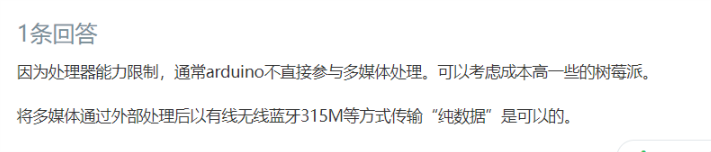 1条回答
因为处理器能力限制，通常arduino不直接参与多媒体处理。可以考虑成本高一些的树莓派。
将多媒体通过外部处理后以有线无线蓝牙315M等方式传输“纯数据”是可以的。